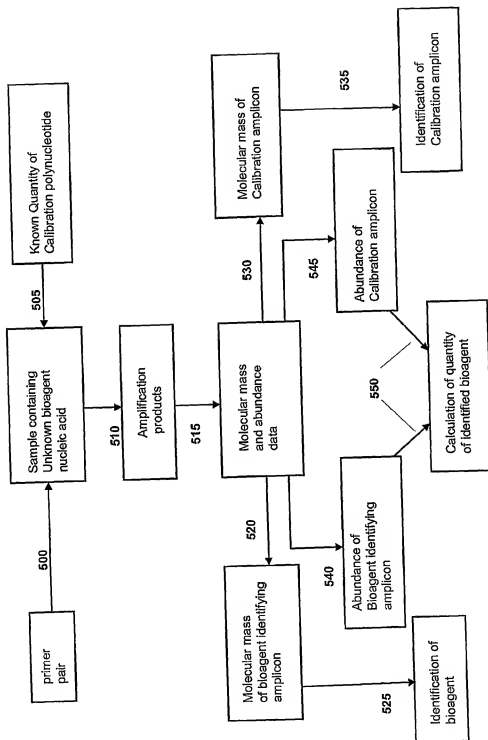 primer
pair
500
Sample containing
Unknown bioagent
nucleic acid
505
Known Quantity of
Calibration polynucleotide
510
Amplification
products
515
Molecular mass
and abundance
data
520
Molecular mass
of bioagent identifying
amplicon
525
Identification of
bioagent
530
Molecular mass of
Calibration amplicon
535
Identification of
Calibration amplicon
540
Abundance of
Bioagent identifying
amplicon
545
Abundance of
Calibration amplicon
550
Calculation of quantity
of identified bioagent